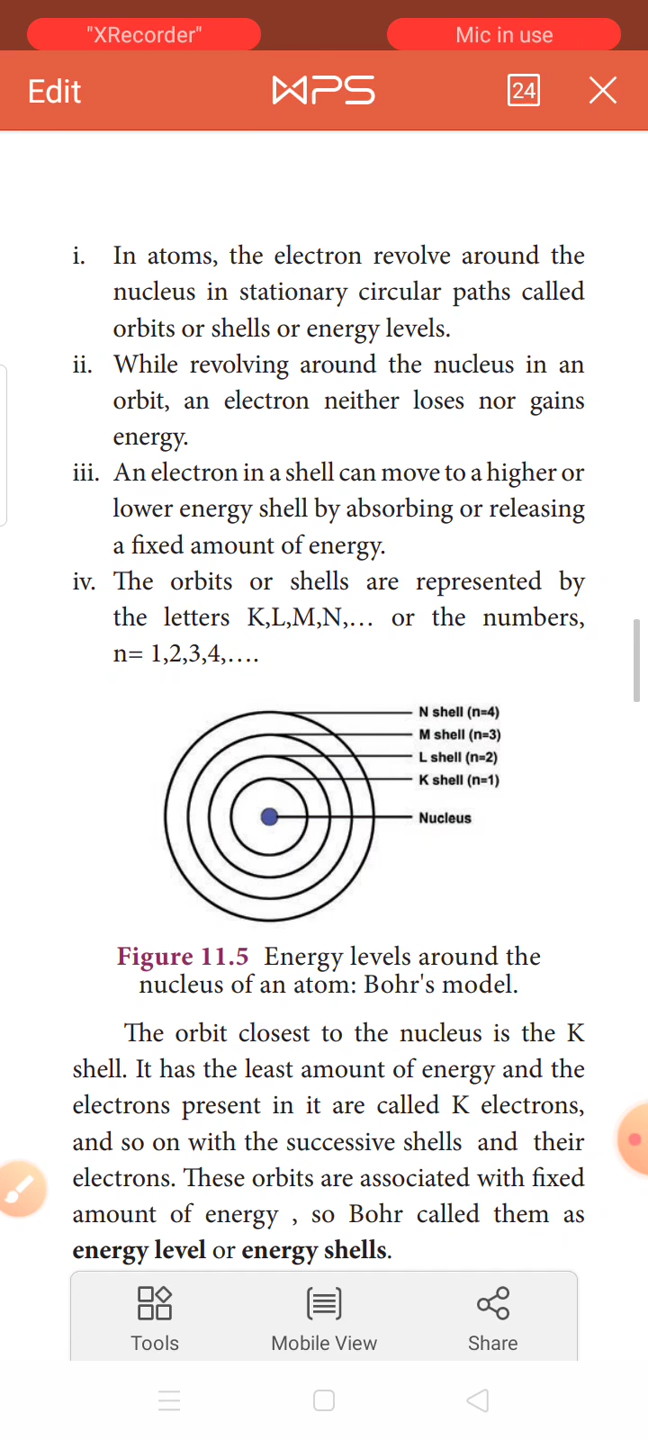 "XRecorder" Mic in use
Edit WPS 24
i. In atoms, the electron revolve around the
nucleus in stationary circular paths called
orbits or shells or energy levels.
ii. While revolving around the nucleus in an
orbit, an electron neither loses nor gains
energy.
iii. An electron in a shell can move to a higher or
lower energy shell by absorbing or releasing
a fixed amount of energy.
iv. The orbits or shells are represented by
the letters K,L,M,N,… or the numbers,
n= 1,2,3,4,….
N shell (n=4)
M shell (n=3)
L shell (n=2)
K shell (n=1)
Nucleus
Figure 11.5 Energy levels around the
nucleus of an atom: Bohr's model.
The orbit closest to the nucleus is the K
shell. It has the least amount of energy and the
electrons present in it are called K electrons,
and so on with the successive shells and their
electrons. These orbits are associated with fixed
amount of energy , so Bohr called them as
energy level or energy shells.
Tools Mobile View Share